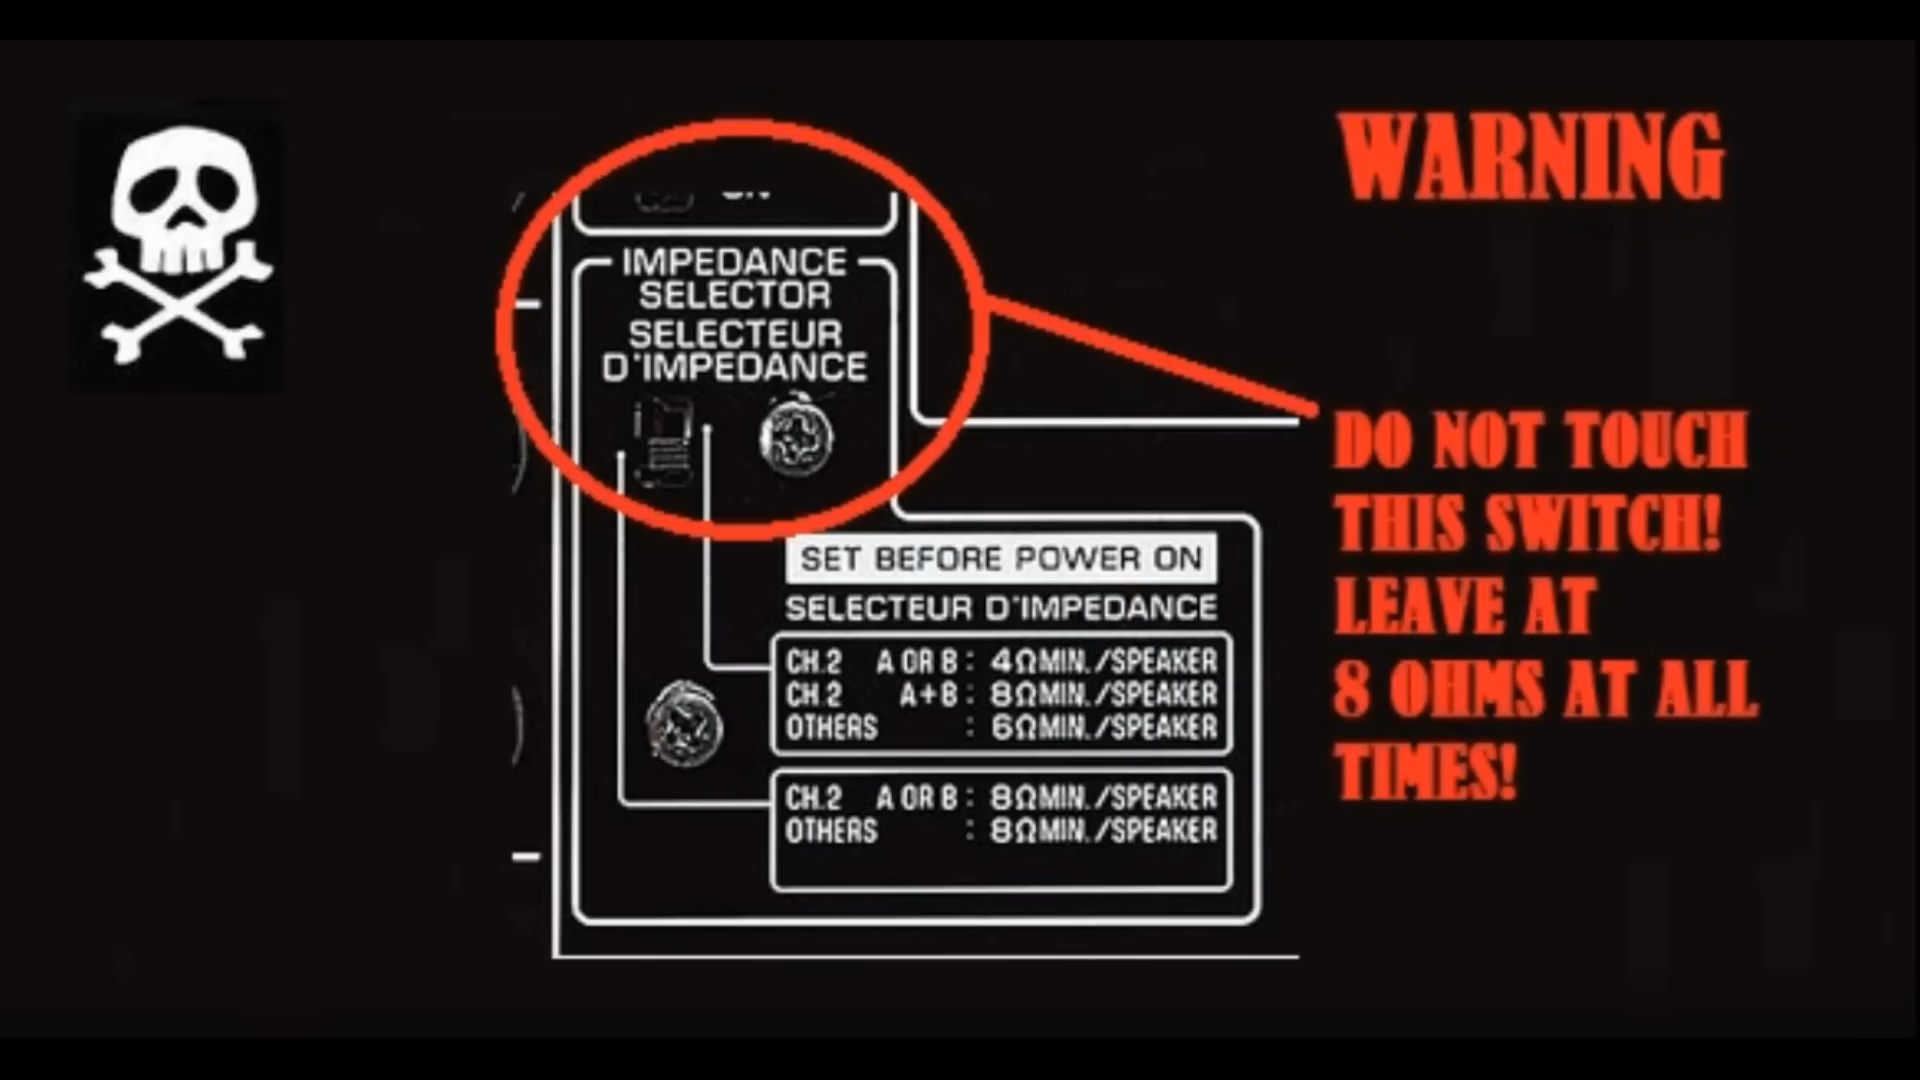 WARNING
IMPEDANCE
SELECTOR
SELECTEUR
D'IMPEDANCE
SET BEFORE POWER ON
SELECTEUR D'IMPEDANCE
CH.2 A OR B : 4ΩMIN./SPEAKER
CH.2 A+B : 8ΩMIN./SPEAKER
OTHERS : 6ΩMIN./SPEAKER
CH.2 A OR B : 8ΩMIN./SPEAKER
OTHERS : 8ΩMIN./SPEAKER
DO NOT TOUCH
THIS SWITCH!
LEAVE AT
8 OHMS AT ALL
TIMES!